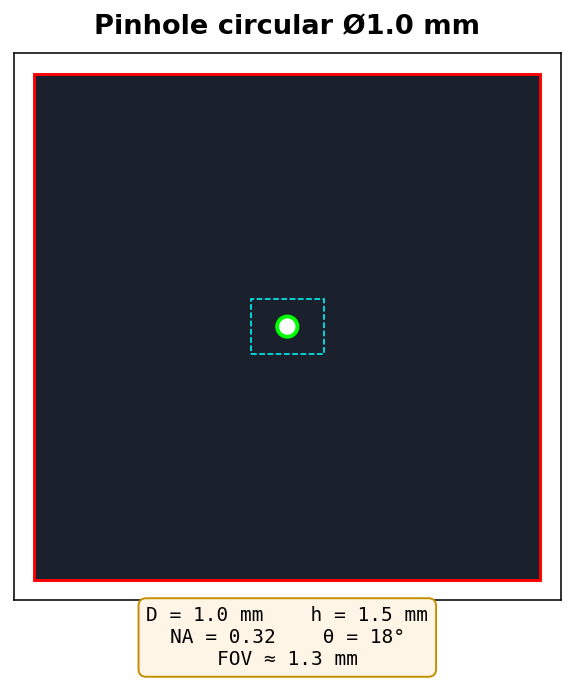 Pinhole circular Ø1.0 mm
D = 1.0 mm    h = 1.5 mm
NA = 0.32    θ = 18°
FOV ≈ 1.3 mm